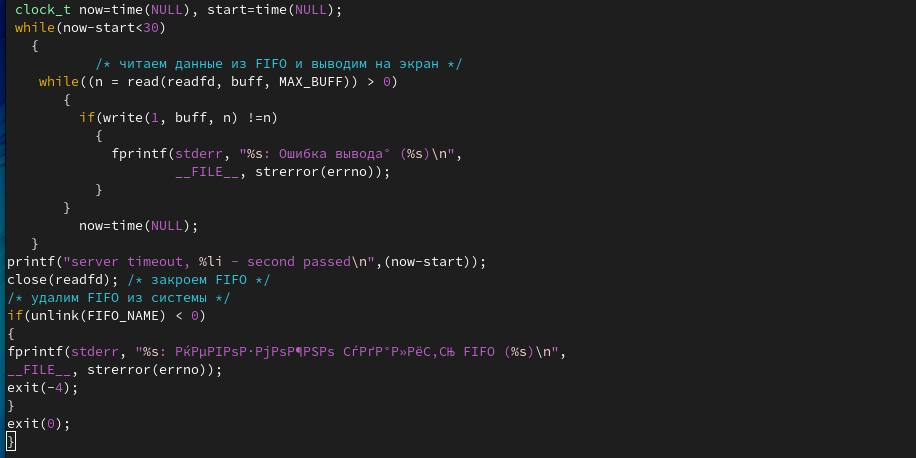 clock_t now=time(NULL), start=time(NULL);
while(now-start<30)
{
/* читаем данные из FIFO и выводим на экран */
while((n = read(readfd, buff, MAX_BUFF)) > 0)
{
if(write(1, buff, n) !=n)
{
fprintf(stderr, "%s: Ошибка вывода° (%s)\n",
__FILE__, strerror(errno));
}
}
now=time(NULL);
}
printf("server timeout, %li - second passed\n",(now-start));
close(readfd); /* закроем FIFO */
/* удалим FIFO из системы */
if(unlink(FIFO_NAME) < 0)
{
fprintf(stderr, "%s: РќРµРІРѕР·РјРѕР¶РЅРѕ СѓРґР°Р»РёС‚СЊ FIFO (%s)\n",
__FILE__, strerror(errno));
exit(-4);
}
exit(0);
}